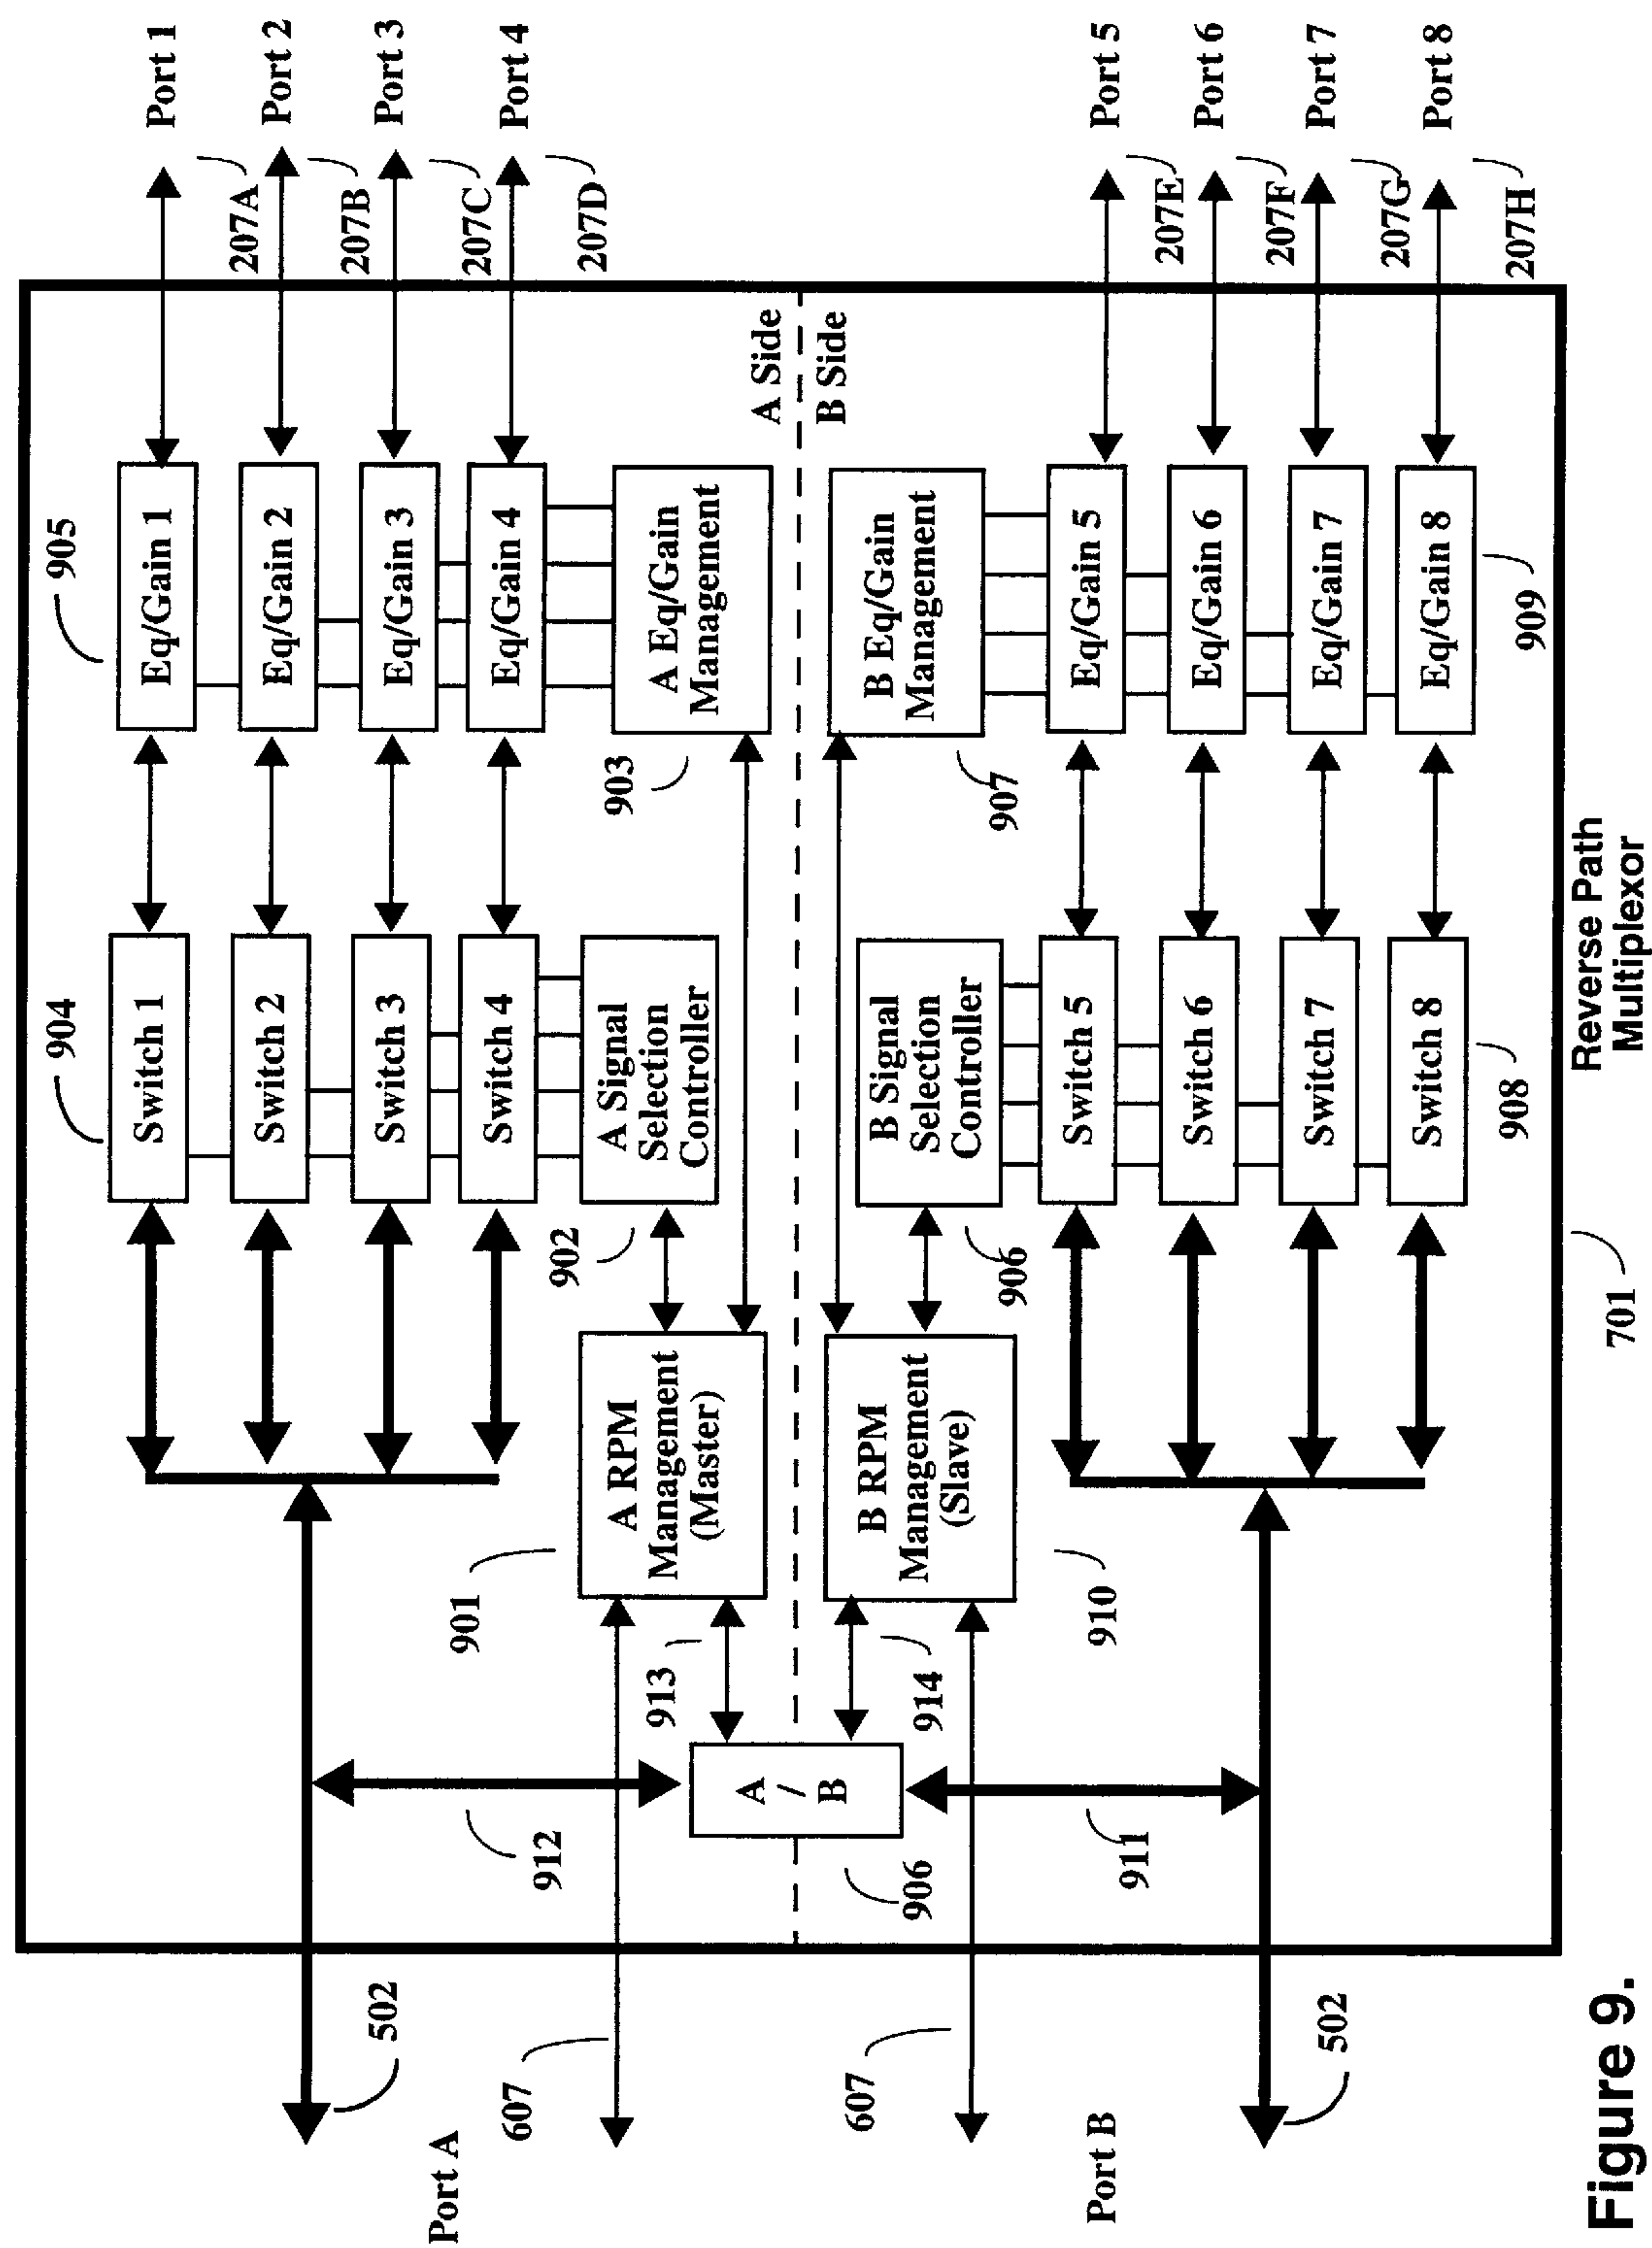 Port 1
Port 2
Port 3
Port 4
Port 5
Port 6
Port 7
Port 8
207A
207B
207C
207D
207E
207F
207G
207H
A Side
B Side
905
Eq/Gain 1
Eq/Gain 2
Eq/Gain 3
Eq/Gain 4
A Eq/Gain
Management
903
B Eq/Gain
Management
907
Eq/Gain 5
Eq/Gain 6
Eq/Gain 7
Eq/Gain 8
909
904
Switch 1
Switch 2
Switch 3
Switch 4
A Signal
Selection
Controller
902
B Signal
Selection
Controller
906
Switch 5
Switch 6
Switch 7
Switch 8
908
A RPM
Management
(Master)
901
B RPM
Management
(Slave)
910
913
914
A
/
B
906
912
911
502
607
607
502
Port A
Port B
701
Reverse Path
Multiplexor
Figure 9.